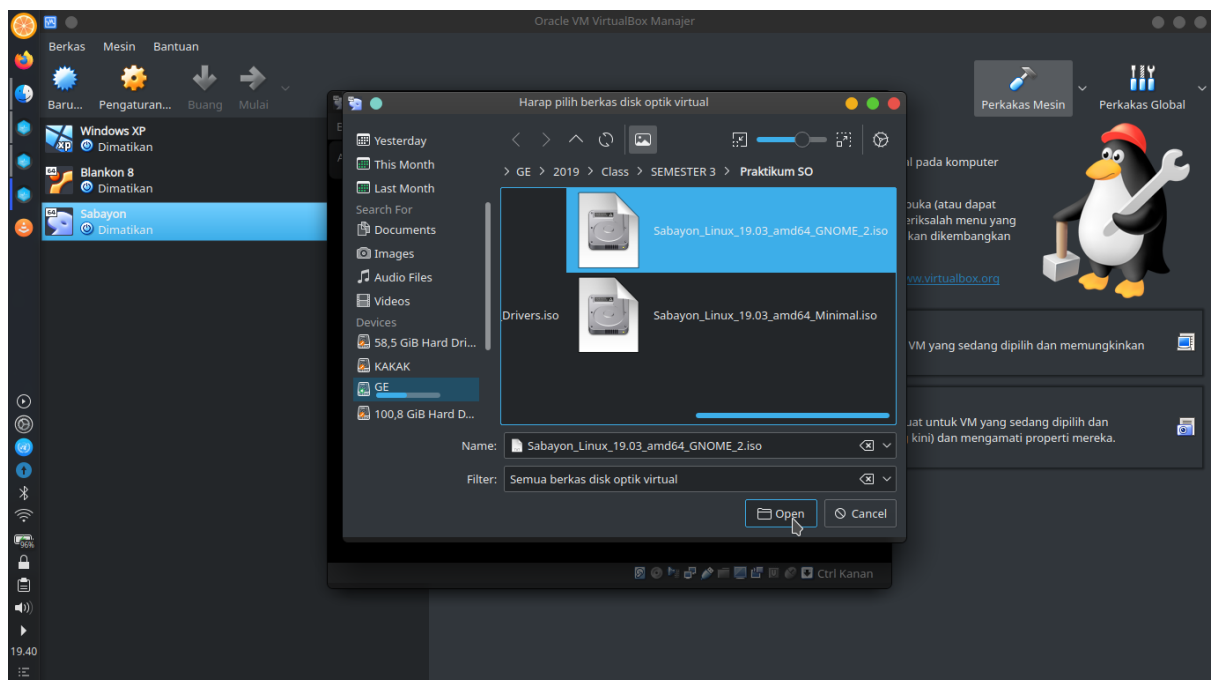 Oracle VM VirtualBox Manajer
Berkas Mesin Bantuan
Baru... Pengaturan... Buang Mulai
Perkakas Mesin Perkakas Global
Windows XP
Dimatikan
64 Blankon 8
Dimatikan
64 Sabayon
Dimatikan
Harap pilih berkas disk optik virtual
Yesterday
This Month
Last Month
Search For
Documents
Images
Audio Files
Videos
Devices
58,5 GiB Hard Dri...
KAKAK
GE
100,8 GiB Hard D...
> GE > 2019 > Class > SEMESTER 3 > Praktikum SO
Sabayon_Linux_19.03_amd64_GNOME_2.iso
_Drivers.iso
Sabayon_Linux_19.03_amd64_Minimal.iso
Name: Sabayon_Linux_19.03_amd64_GNOME_2.iso
Filter: Semua berkas disk optik virtual
Open Cancel
Ctrl Kanan
al pada komputer
buka (atau dapat
eriksalah menu yang
kan dikembangkan
ww.virtualbox.org
VM yang sedang dipilih dan memungkinkan
uat untuk VM yang sedang dipilih dan
kini) dan mengamati properti mereka.
96%
19.40